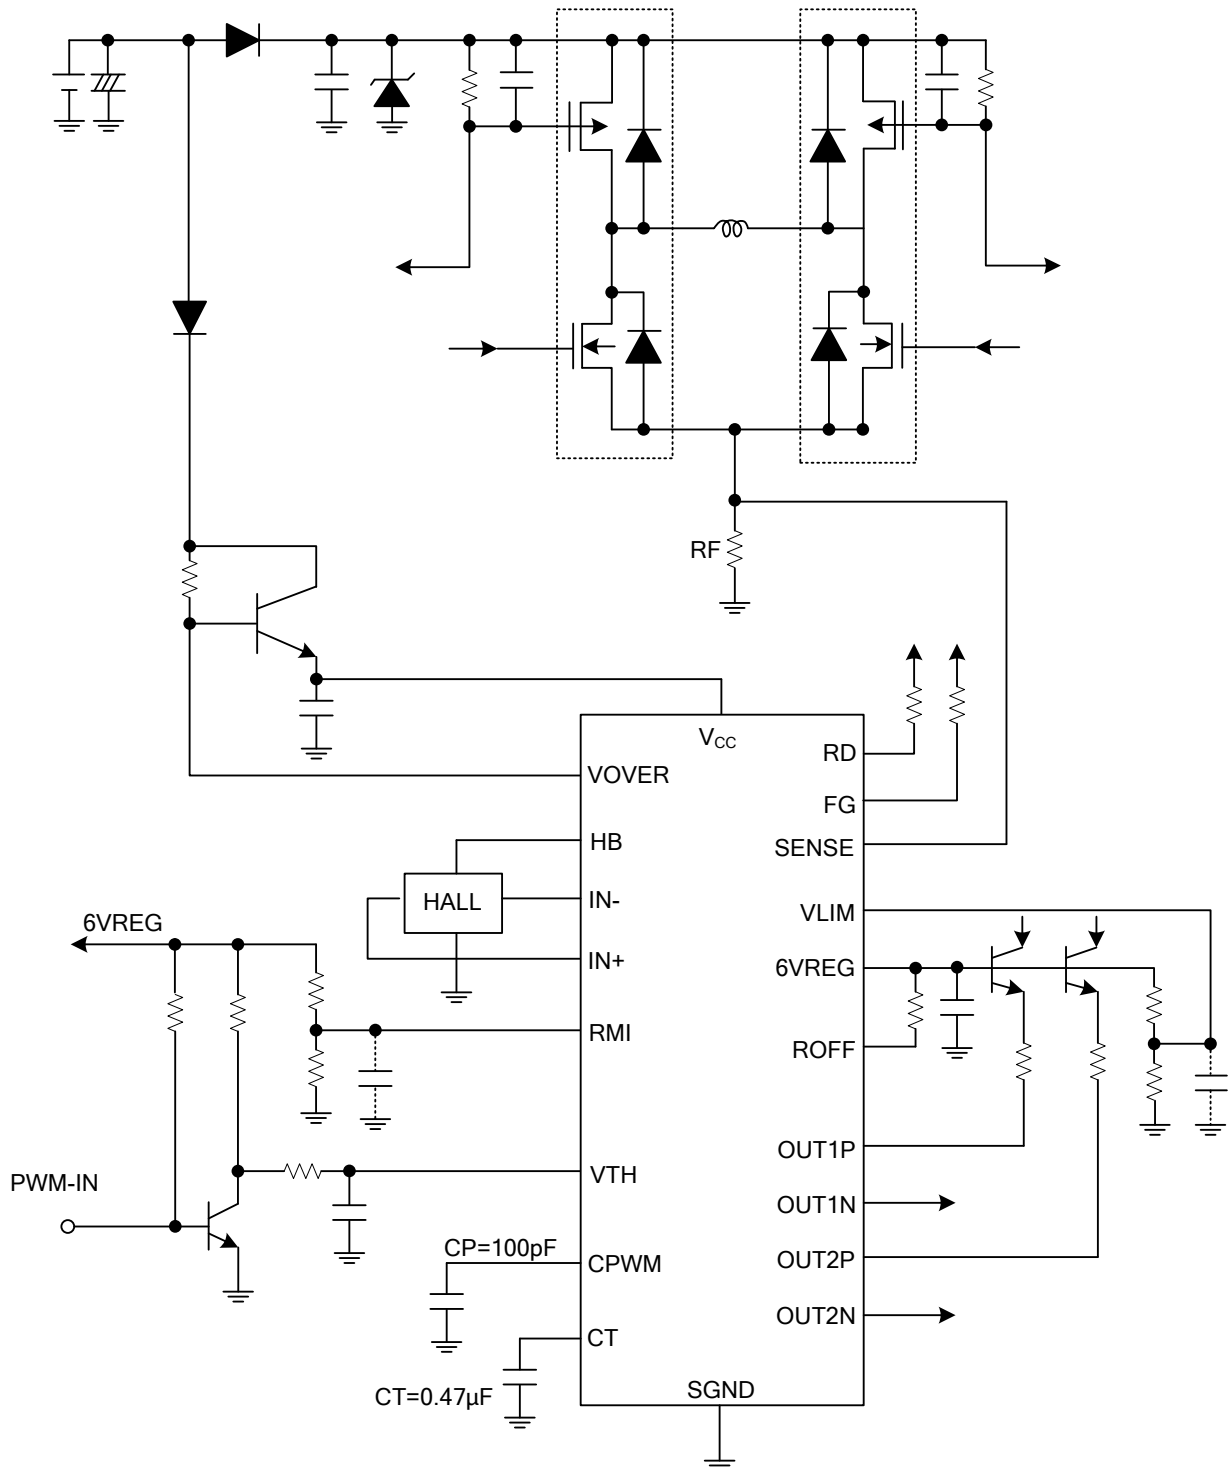 RF
V_CC
RD
VOVER
FG
HB
SENSE
HALL
IN-
VLIM
6VREG
IN+
6VREG
RMI
ROFF
OUT1P
PWM-IN
VTH
OUT1N
CP=100pF
CPWM
OUT2P
OUT2N
CT
CT=0.47µF
SGND